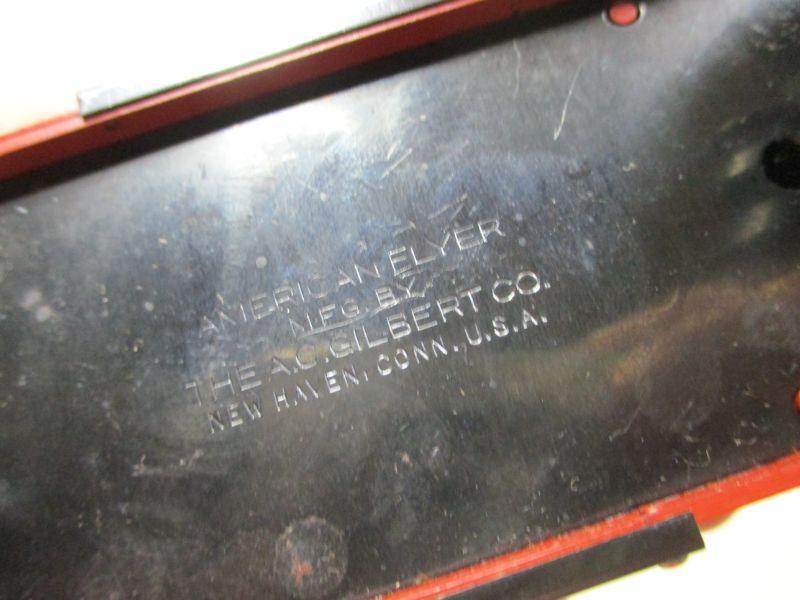 AMERICAN FLYER
MFG. BY
THE A.C. GILBERT CO.
NEW HAVEN, CONN., U.S.A.